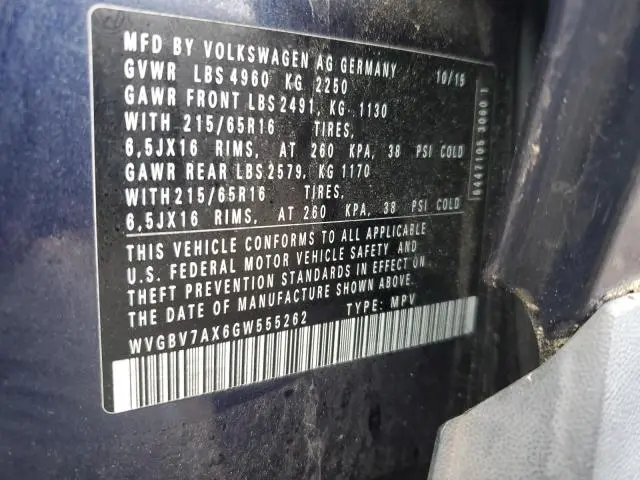 MFD BY VOLKSWAGEN AG GERMANY 10/15
GVWR LBS 4960 KG 2250
GAWR FRONT LBS 2491, KG 1130
WITH 215/65R16 TIRES,
6,5JX16 RIMS, AT 260 KPA, 38 PSI COLD
GAWR REAR LBS 2579, KG 1170
WITH 215/65R16 TIRES,
6,5JX16 RIMS, AT 260 KPA, 38 PSI COLD
THIS VEHICLE CONFORMS TO ALL APPLICABLE
U.S. FEDERAL MOTOR VEHICLE SAFETY AND
THEFT PREVENTION STANDARDS IN EFFECT ON
THE DATE OF MANUFACTURE SHOWN ABOVE.
WVGBV7AX6GW555262 TYPE: MPV